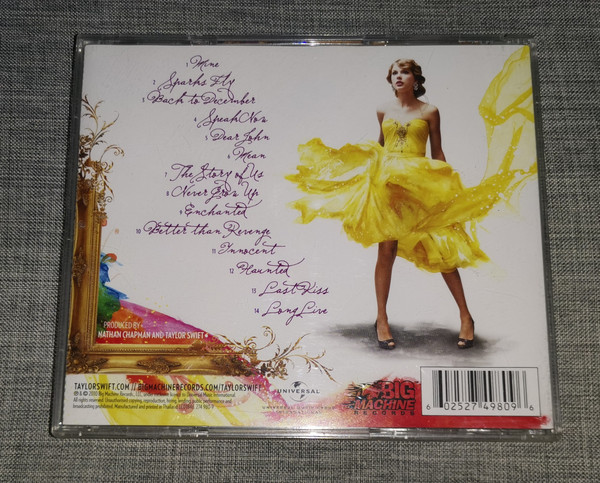 1 Mine
2 Sparks Fly
3 Back to December
4 Speak Now
5 Dear John
6 Mean
7 The Story of Us
8 Never Grow Up
9 Enchanted
10 Better than Revenge
11 Innocent
12 Haunted
13 Last Kiss
14 Long Live
PRODUCED BY
NATHAN CHAPMAN AND TAYLOR SWIFT
TAYLORSWIFT.COM // BIGMACHINERECORDS.COM/TAYLORSWIFT
UNIVERSAL
BIG
MACHINE
RECORDS
6 02527 49809 6